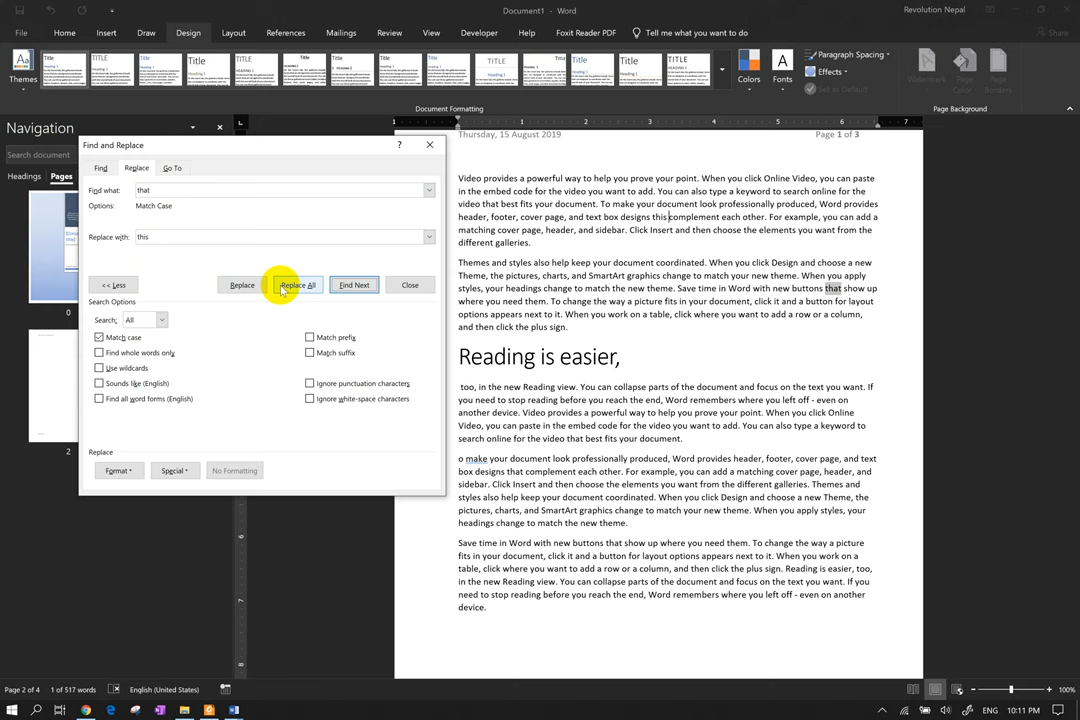 Document1 - Word
Revolution Nepal
File Home Insert Draw Design Layout References Mailings Review View Developer Help Foxit Reader PDF Tell me what you want to do Share
Aa
Themes
Title
Colors
Fonts
Paragraph Spacing
Effects
Set as Default
Watermark
Page Color
Page Borders
Document Formatting
Page Background
Navigation
Search document
Headings Pages
0
2
Find and Replace
?
Find Replace Go To
Find what: that
Options: Match Case
Replace with: this
<< Less
Replace
Replace All
Find Next
Close
Search Options
Search: All
Match case
Find whole words only
Use wildcards
Sounds like (English)
Find all word forms (English)
Match prefix
Match suffix
Ignore punctuation characters
Ignore white-space characters
Replace
Format
Special
No Formatting
1 1 2 3 4 5 6 7
6
7
8
Thursday, 15 August 2019 Page 1 of 3
Video provides a powerful way to help you prove your point. When you click Online Video, you can paste
in the embed code for the video you want to add. You can also type a keyword to search online for the
video that best fits your document. To make your document look professionally produced, Word provides
header, footer, cover page, and text box designs this complement each other. For example, you can add a
matching cover page, header, and sidebar. Click Insert and then choose the elements you want from the
different galleries.
Themes and styles also help keep your document coordinated. When you click Design and choose a new
Theme, the pictures, charts, and SmartArt graphics change to match your new theme. When you apply
styles, your headings change to match the new theme. Save time in Word with new buttons that show up
where you need them. To change the way a picture fits in your document, click it and a button for layout
options appears next to it. When you work on a table, click where you want to add a row or a column,
and then click the plus sign.
Reading is easier,
too, in the new Reading view. You can collapse parts of the document and focus on the text you want. If
you need to stop reading before you reach the end, Word remembers where you left off - even on
another device. Video provides a powerful way to help you prove your point. When you click Online
Video, you can paste in the embed code for the video you want to add. You can also type a keyword to
search online for the video that best fits your document.
o make your document look professionally produced, Word provides header, footer, cover page, and text
box designs that complement each other. For example, you can add a matching cover page, header, and
sidebar. Click Insert and then choose the elements you want from the different galleries. Themes and
styles also help keep your document coordinated. When you click Design and choose a new Theme, the
pictures, charts, and SmartArt graphics change to match your new theme. When you apply styles, your
headings change to match the new theme.
Save time in Word with new buttons that show up where you need them. To change the way a picture
fits in your document, click it and a button for layout options appears next to it. When you work on a
table, click where you want to add a row or a column, and then click the plus sign. Reading is easier, too,
in the new Reading view. You can collapse parts of the document and focus on the text you want. If you
need to stop reading before you reach the end, Word remembers where you left off - even on another
device.
Page 2 of 4 1 of 517 words English (United States) 100%
ENG 10:11 PM